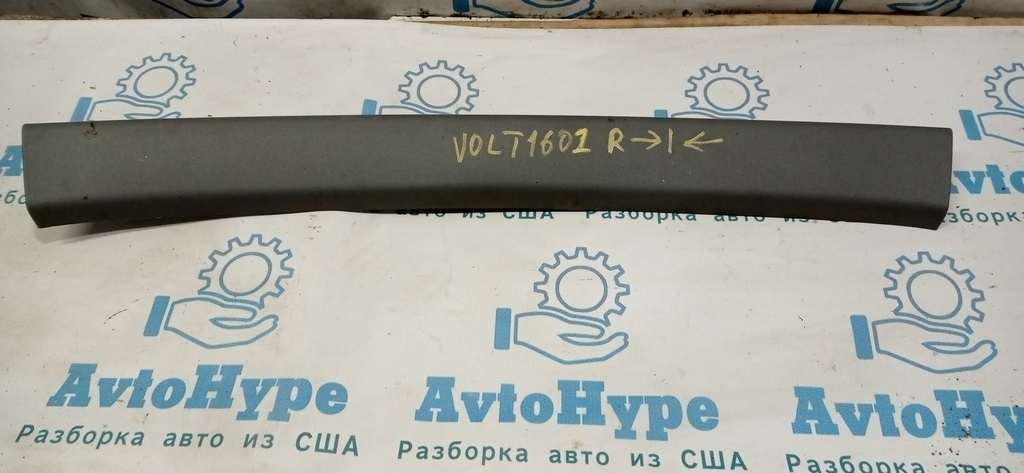 VOLT1601 R→I←
авто из США Разборка авто из США Разборка
AvtoHype AvtoHype AvtoHype
Разборка авто из США Разборка авто из США Разборка авто из